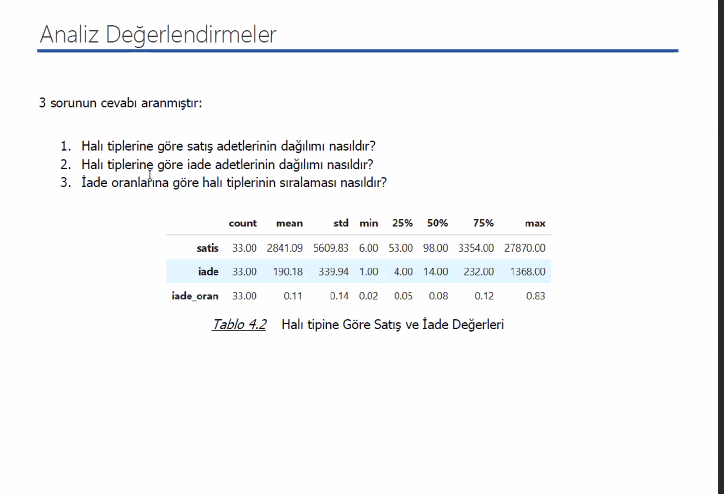 Analiz Değerlendirmeler
3 sorunun cevabı aranmıştır:
1. Halı tiplerine göre satış adetlerinin dağılımı nasıldır?
2. Halı tiplerine göre iade adetlerinin dağılımı nasıldır?
3. İade oranlarına göre halı tiplerinin sıralaması nasıldır?
count mean std min 25% 50% 75% max
satis 33.00 2841.09 5609.83 6.00 53.00 98.00 3354.00 27870.00
iade 33.00 190.18 339.94 1.00 4.00 14.00 232.00 1368.00
iade_oran 33.00 0.11 0.14 0.02 0.05 0.08 0.12 0.83
Tablo 4.2 Halı tipine Göre Satış ve İade Değerleri